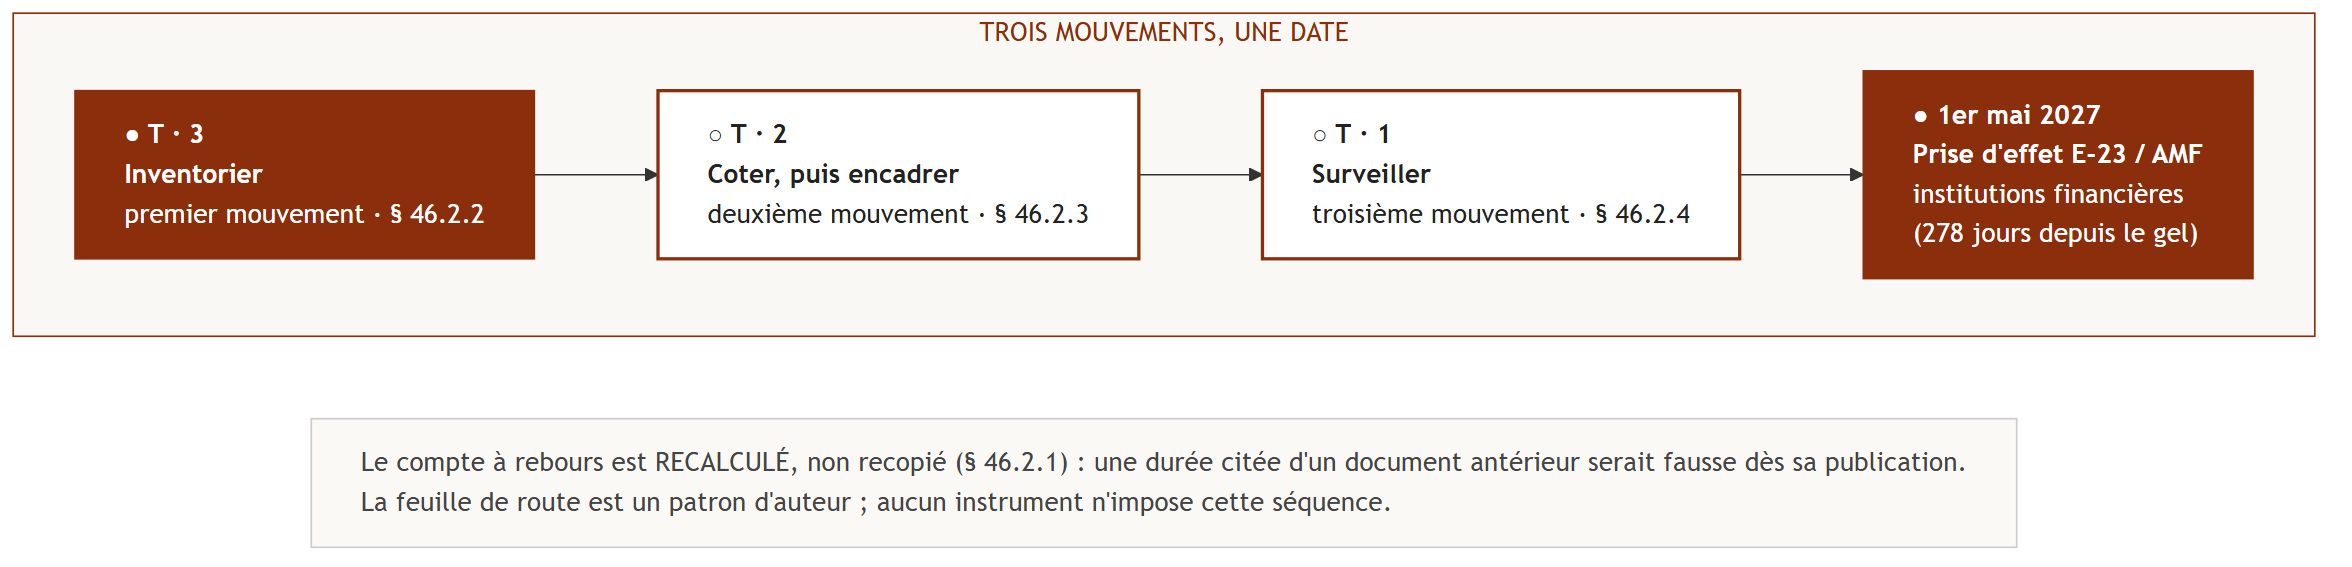 TROIS MOUVEMENTS, UNE DATE
● T · 3
Inventorier
premier mouvement · § 46.2.2
○ T · 2
Coter, puis encadrer
deuxième mouvement · § 46.2.3
○ T · 1
Surveiller
troisième mouvement · § 46.2.4
● 1er mai 2027
Prise d'effet E-23 / AMF
institutions financières
(278 jours depuis le gel)
Le compte à rebours est RECALCULÉ, non recopié (§ 46.2.1) : une durée citée d'un document antérieur serait fausse dès sa publication.
La feuille de route est un patron d'auteur ; aucun instrument n'impose cette séquence.